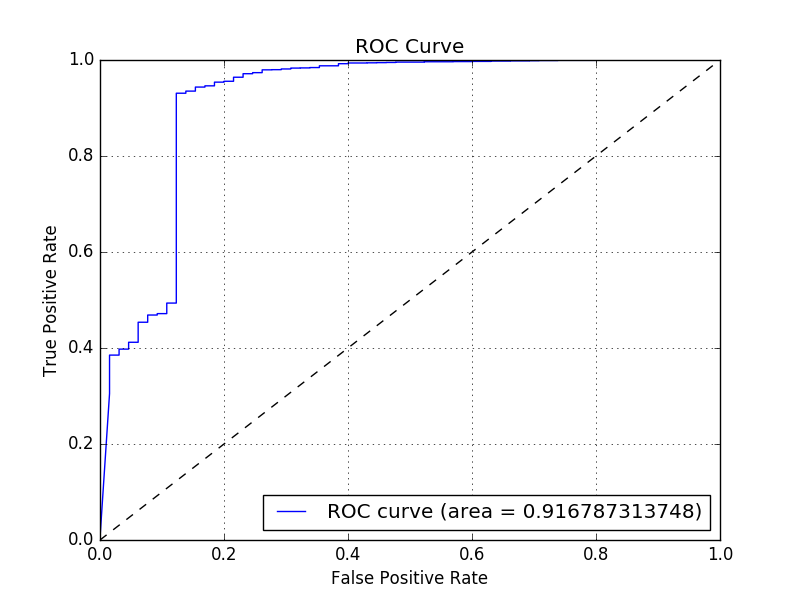 ROC Curve
1.0
0.8
0.6
0.4
0.2
0.0
True Positive Rate
ROC curve (area = 0.916787313748)
0.0 0.2 0.4 0.6 0.8 1.0
False Positive Rate